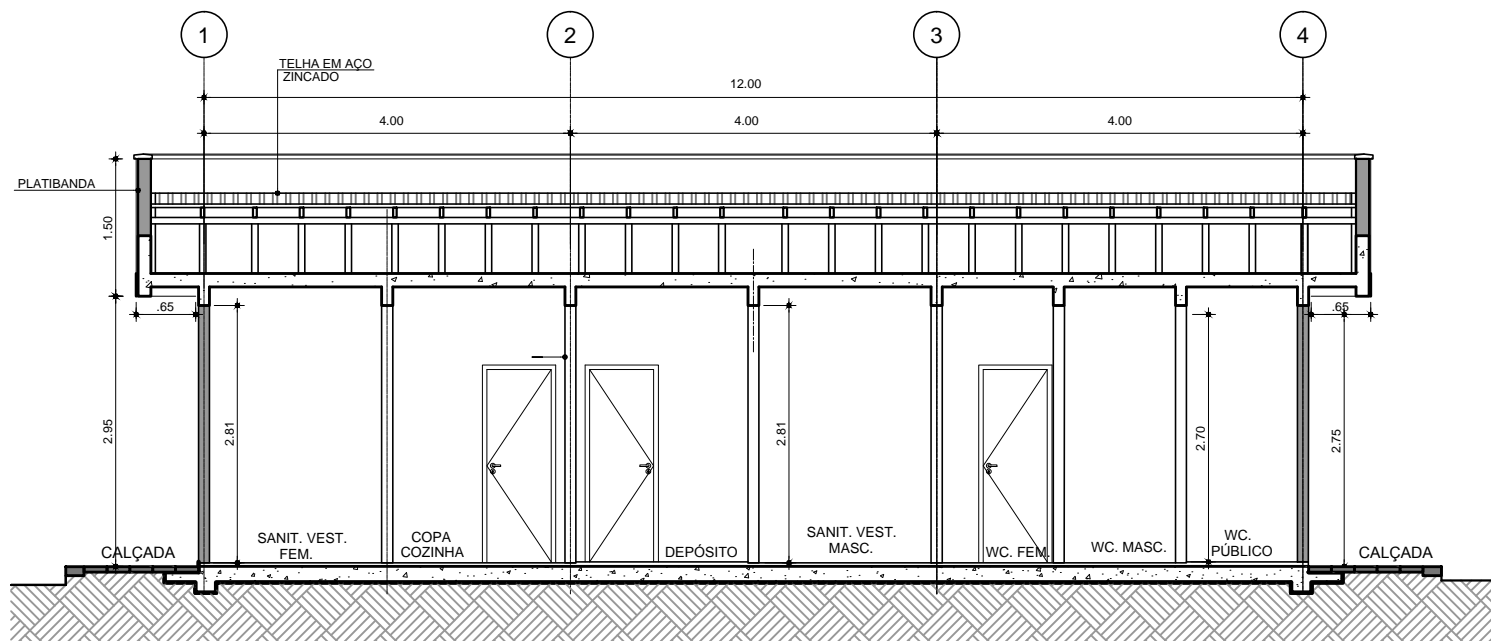 1
2
3
4
TELHA EM AÇO
ZINCADO
12.00
4.00
4.00
4.00
PLATIBANDA
1.50
.65
.65
2.95
2.81
2.81
2.70
2.75
CALÇADA
SANIT. VEST.
FEM.
COPA
COZINHA
DEPÓSITO
SANIT. VEST.
MASC.
WC. FEM.
WC. MASC.
WC.
PÚBLICO
CALÇADA